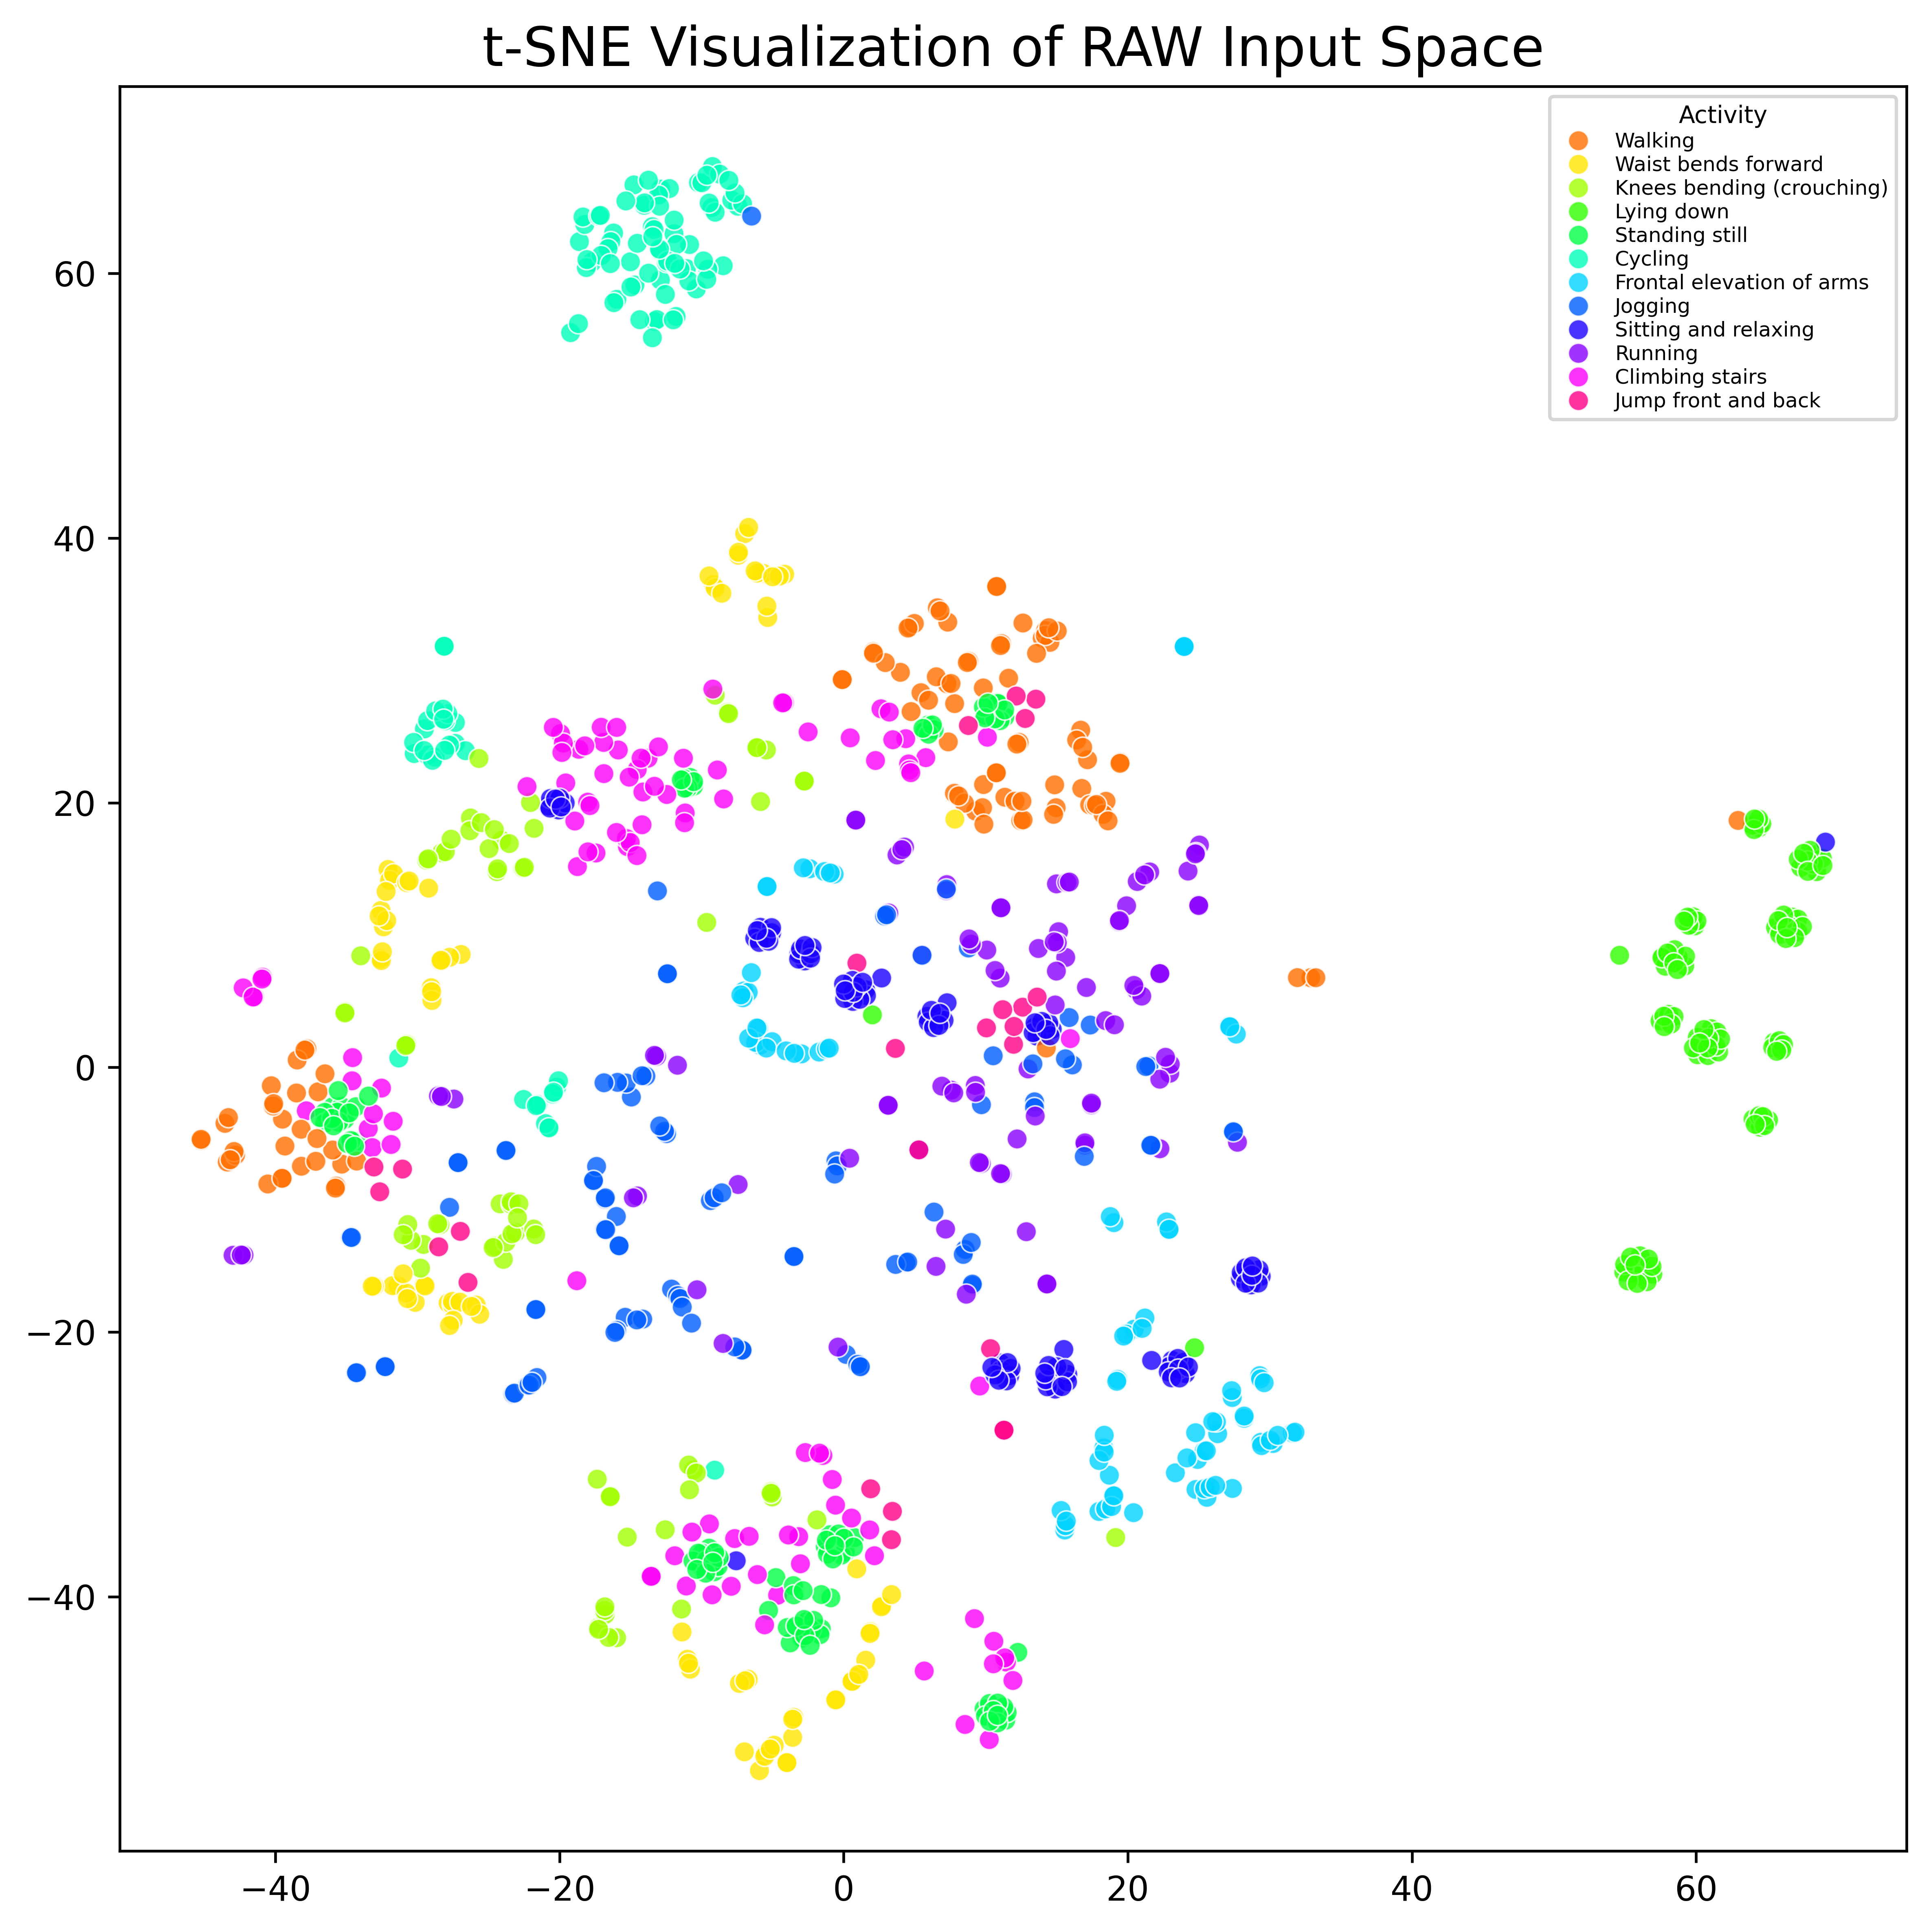 t-SNE Visualization of RAW Input Space
Activity
Walking
Waist bends forward
Knees bending (crouching)
Lying down
Standing still
Cycling
Frontal elevation of arms
Jogging
Sitting and relaxing
Running
Climbing stairs
Jump front and back
60
40
20
0
−20
−40
−40 −20 0 20 40 60